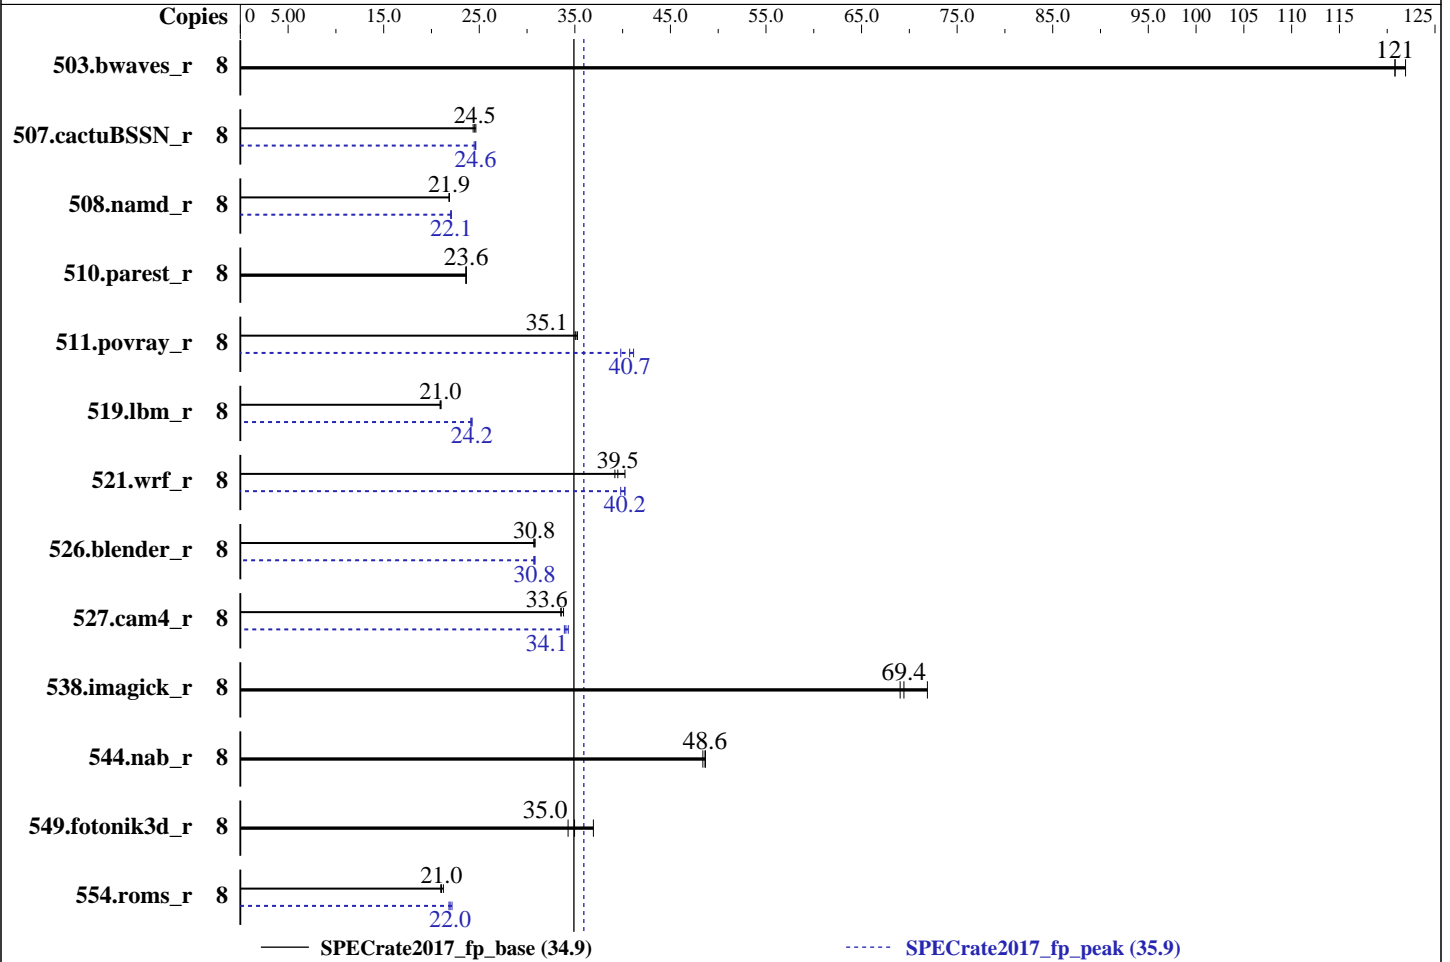 Copies 0 5.00 15.0 25.0 35.0 45.0 55.0 65.0 75.0 85.0 95.0 100 105 110 115 125
503.bwaves_r 8 121
507.cactuBSSN_r 8 24.5
24.6
508.namd_r 8 21.9
22.1
510.parest_r 8 23.6
511.povray_r 8 35.1
40.7
519.lbm_r 8 21.0
24.2
521.wrf_r 8 39.5
40.2
526.blender_r 8 30.8
30.8
527.cam4_r 8 33.6
34.1
538.imagick_r 8 69.4
544.nab_r 8 48.6
549.fotonik3d_r 8 35.0
554.roms_r 8 21.0
22.0
SPECrate2017_fp_base (34.9) SPECrate2017_fp_peak (35.9)